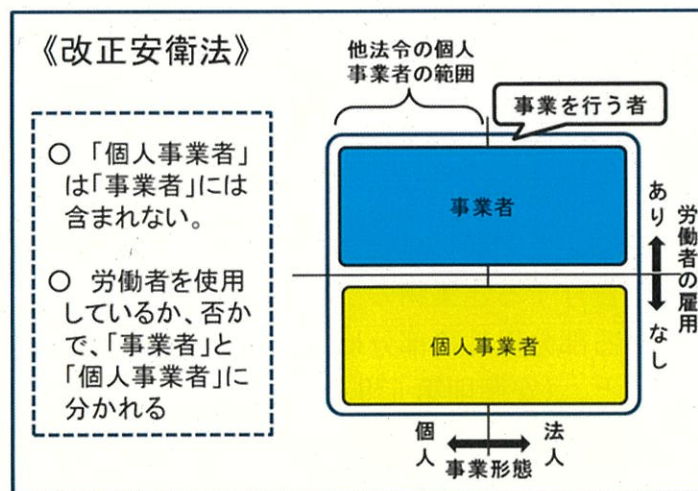 《改正安衛法》
○ 「個人事業者」
は「事業者」には
含まれない。
○ 労働者を使用
しているか、否か
で、「事業者」と
「個人事業者」に
分かれる
他法令の個人
事業者の範囲
事業を行う者
事業者
個人事業者
あり
なし
労働者の雇用
個人
法人
事業形態